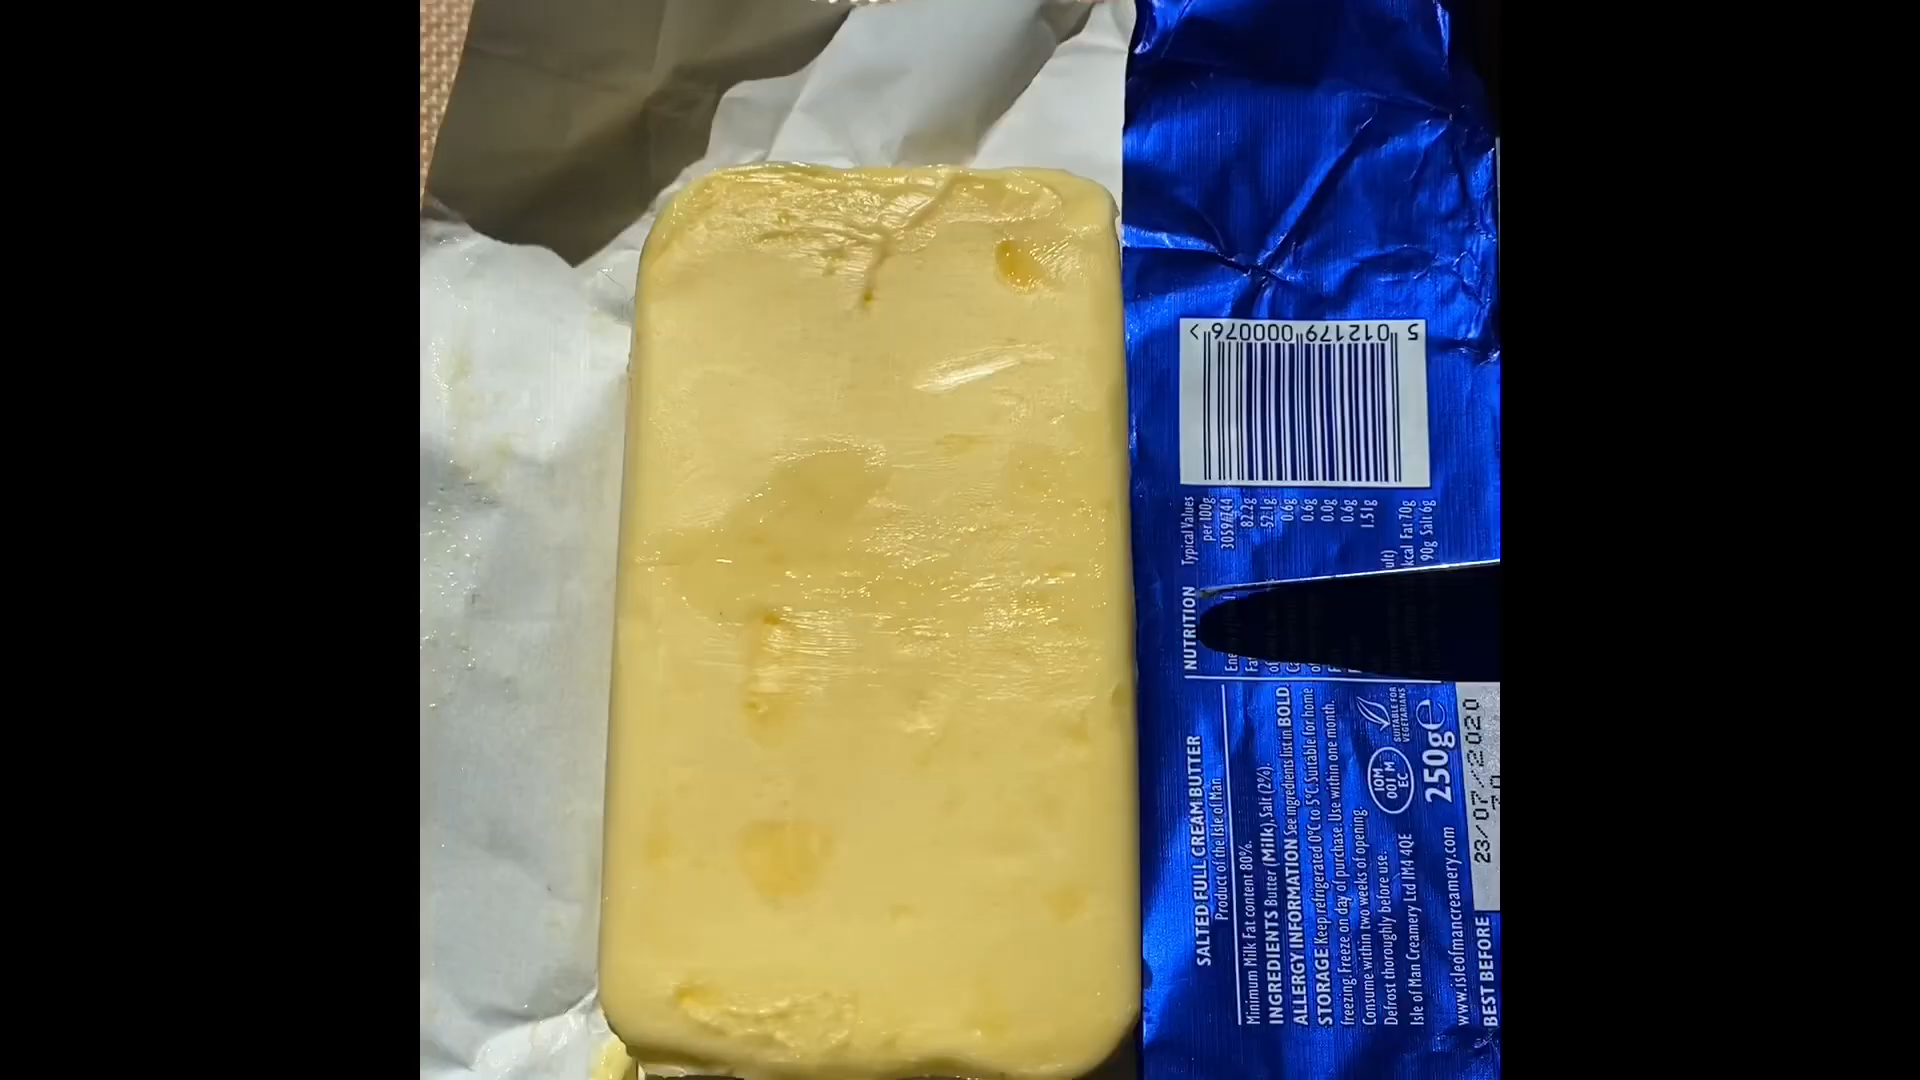 SALTED FULL CREAM BUTTER
Product of the Isle of Man
Minimum Milk Fat content 80%.
INGREDIENTS Butter (Milk), Salt (2%).
ALLERGY INFORMATION See ingredients list in BOLD.
STORAGE Keep refrigerated 0°C to 5°C. Suitable for home
freezing. Freeze on day of purchase. Use within one month.
Consume within two weeks of opening.
Defrost thoroughly before use.
Isle of Man Creamery Ltd IM4 4QE
IOM
001 M
EC
SUITABLE FOR
VEGETARIANS
250g e
www.isleofmancreamery.com
BEST BEFORE
23/07/2020
NUTRITION
Typical Values
per 100g
3059/744
82.2g
52.1g
0.6g
0.6g
0.0g
0.6g
1.51g
kcal Fat 70g
90g Salt 6g
5 012179 000076 >